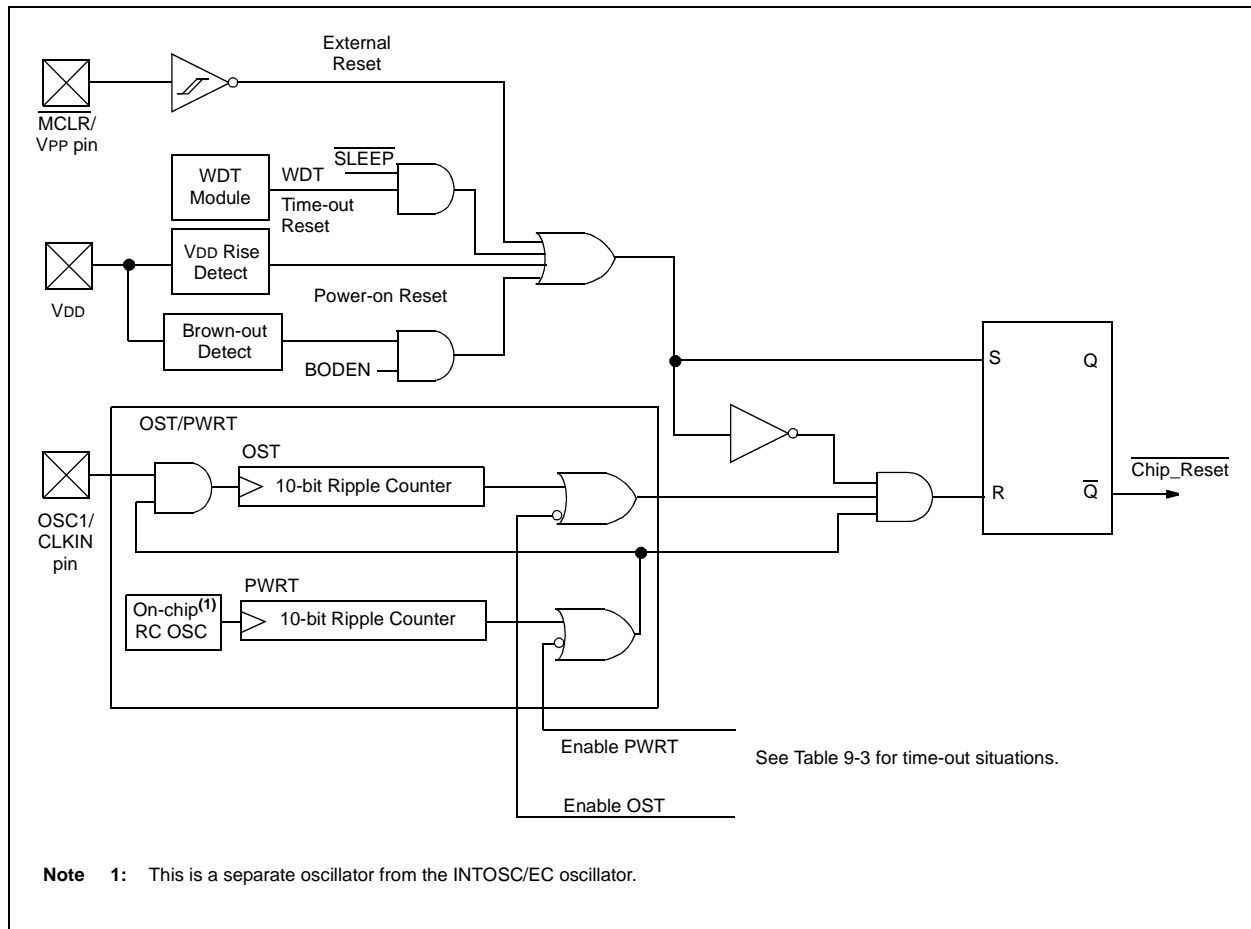 External
Reset
MCLR/
VPP pin
SLEEP
WDT
Module
WDT
Time-out
Reset
VDD Rise
Detect
VDD
Power-on Reset
Brown-out
Detect
BODEN
S
Q
OST/PWRT
OST
10-bit Ripple Counter
Chip_Reset
R
Q
OSC1/
CLKIN
pin
PWRT
On-chip(1)
RC OSC
10-bit Ripple Counter
Enable PWRT
See Table 9-3 for time-out situations.
Enable OST
Note 1: This is a separate oscillator from the INTOSC/EC oscillator.